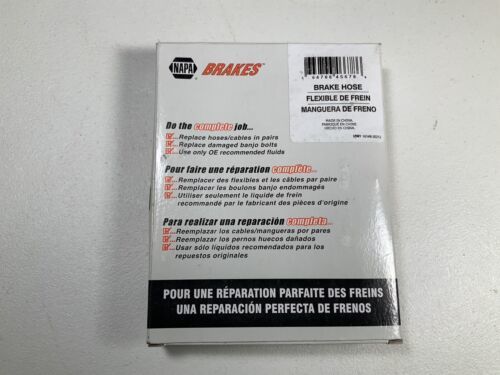 NAPA BRAKES™
BRAKE HOSE
FLEXIBLE DE FREIN
MANGUERA DE FRENO
MADE IN CHINA
FABRIQUE EN CHINE
HECHO EN CHINA
Do the complete job...
...Replace hoses/cables in pairs
...Replace damaged banjo bolts
...Use only OE recommended fluids
Pour faire une réparation complète...
...Remplacer des flexibles et les câbles par paire
...Remplacer les boulons banjo endommagés
...Utiliser seulement le liquide de frein
recommandé par le fabricant des pièces d'origine
Para realizar una reparación completa...
...Reemplazar los cables/mangueras por pares
...Reemplazar los pernos huecos dañados
...Usar sólo líquidos recomendados para los
repuestos originales
POUR UNE RÉPARATION PARFAITE DES FREINS
UNA REPARACIÓN PERFECTA DE FRENOS